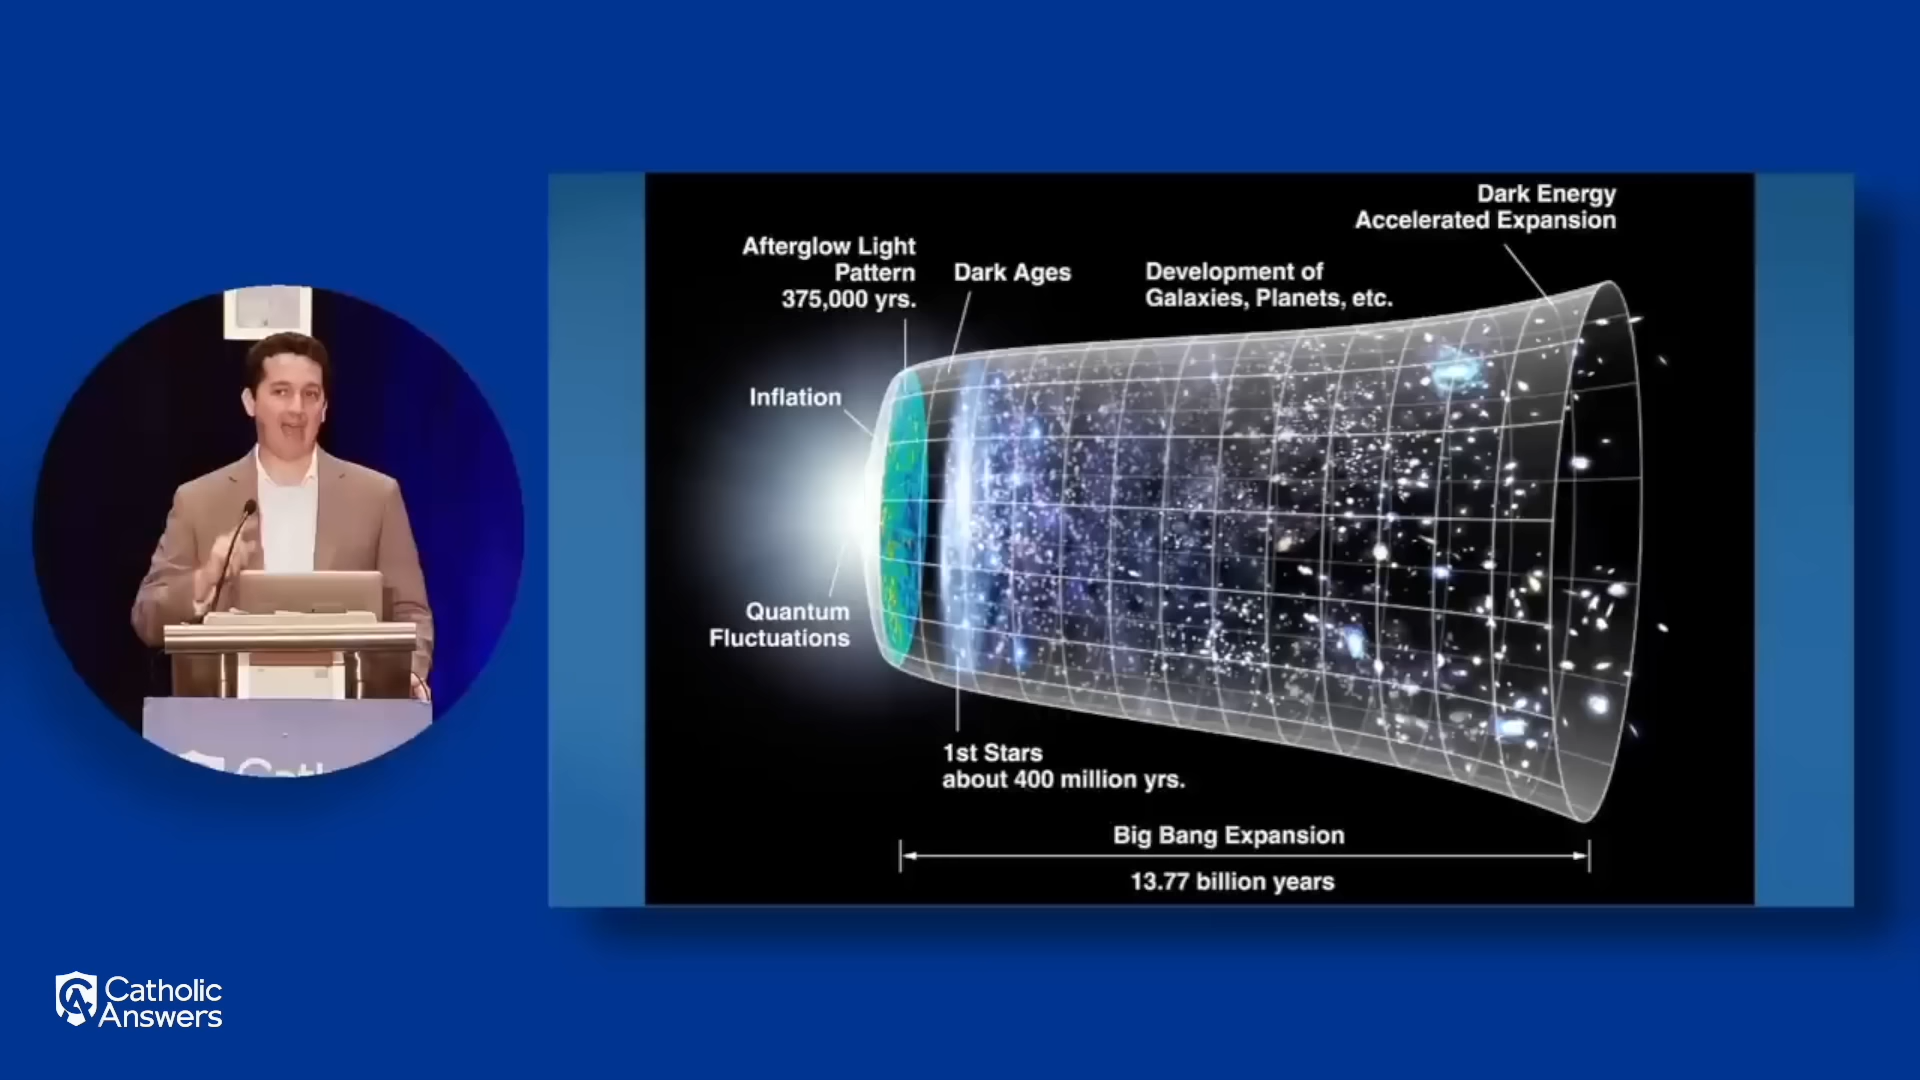 Dark Energy
Accelerated Expansion
Afterglow Light
Pattern
375,000 yrs.
Dark Ages
Development of
Galaxies, Planets, etc.
Inflation
Quantum
Fluctuations
1st Stars
about 400 million yrs.
Big Bang Expansion
13.77 billion years
Catholic
Answers